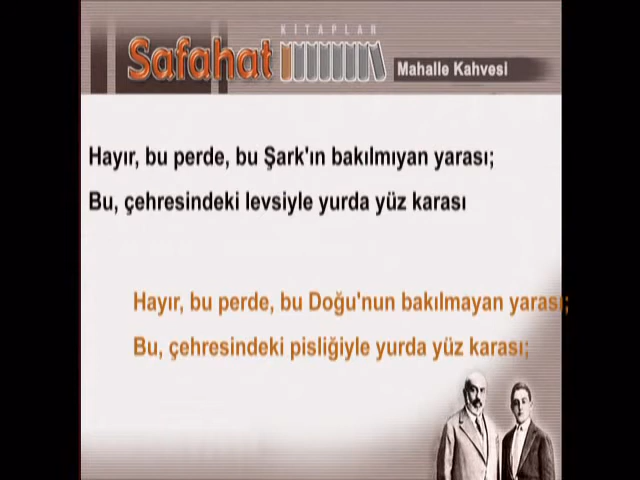 KİTAPLAR
Safahat
Mahalle Kahvesi
Hayır, bu perde, bu Şark'ın bakılmıyan yarası;
Bu, çehresindeki levsiyle yurda yüz karası
Hayır, bu perde, bu Doğu'nun bakılmayan yarası;
Bu, çehresindeki pisliğiyle yurda yüz karası;